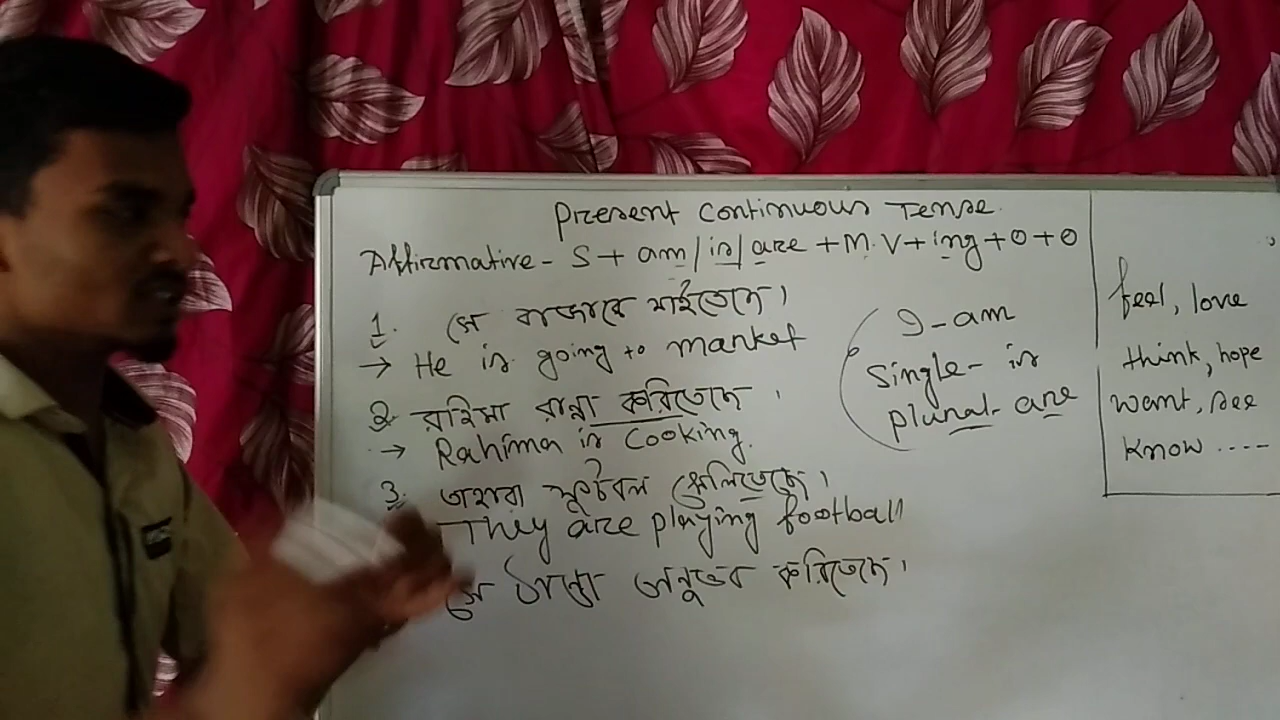 Present Continuous Tense.
Affirmative - S + am/is/are + M.V + ing + O + O
1. সে বাজারে যাইতেছে।
→ He is going to market
2. রহিমা রান্না করিতেছে।
→ Rahima is cooking.
3. তাহারা ফুটবল খেলিতেছে।
They are playing football
সে ঠান্ডা অনুভব করিতেছে।
I - am
Single - is
plural - are
feel, love
think, hope
want, see
know ....